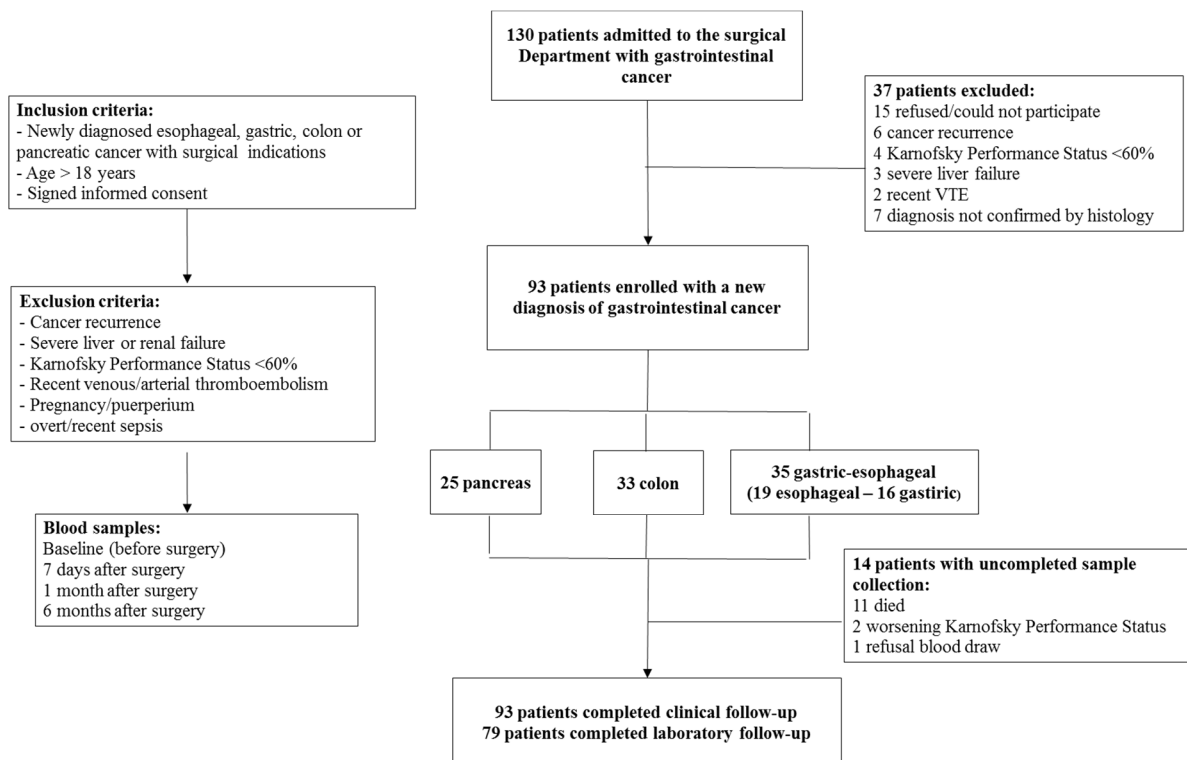 130 patients admitted to the surgical
Department with gastrointestinal
cancer
37 patients excluded:
15 refused/could not participate
6 cancer recurrence
4 Karnofsky Performance Status <60%
3 severe liver failure
2 recent VTE
7 diagnosis not confirmed by histology
Inclusion criteria:
- Newly diagnosed esophageal, gastric, colon or
pancreatic cancer with surgical indications
- Age > 18 years
- Signed informed consent
93 patients enrolled with a new
diagnosis of gastrointestinal cancer
Exclusion criteria:
- Cancer recurrence
- Severe liver or renal failure
- Karnofsky Performance Status <60%
- Recent venous/arterial thromboembolism
- Pregnancy/puerperium
- overt/recent sepsis
25 pancreas
33 colon
35 gastric-esophageal
(19 esophageal – 16 gastiric)
Blood samples:
Baseline (before surgery)
7 days after surgery
1 month after surgery
6 months after surgery
14 patients with uncompleted sample
collection:
11 died
2 worsening Karnofsky Performance Status
1 refusal blood draw
93 patients completed clinical follow-up
79 patients completed laboratory follow-up